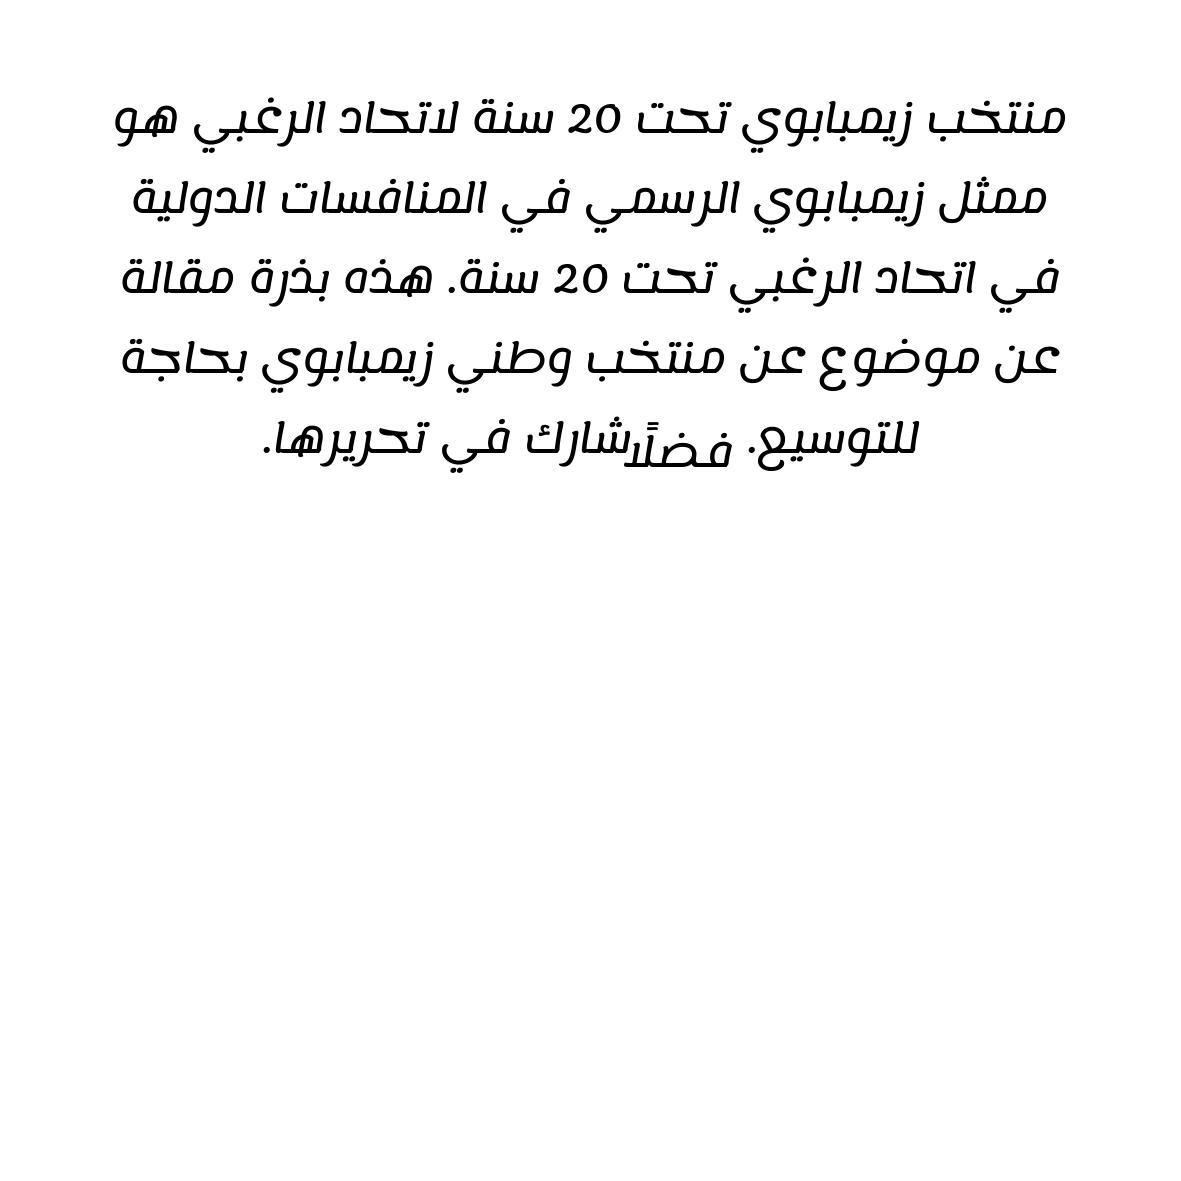 منتخب زيمبابوي تحت 20 سنة لاتحاد الرغبي هو
ممثل زيمبابوي الرسمي في المنافسات الدولية
في اتحاد الرغبي تحت 20 سنة. هذه بذرة مقالة
عن موضوع عن منتخب وطني زيمبابوي بحاجة
للتوسيع. فضلًا شارك في تحريرها.